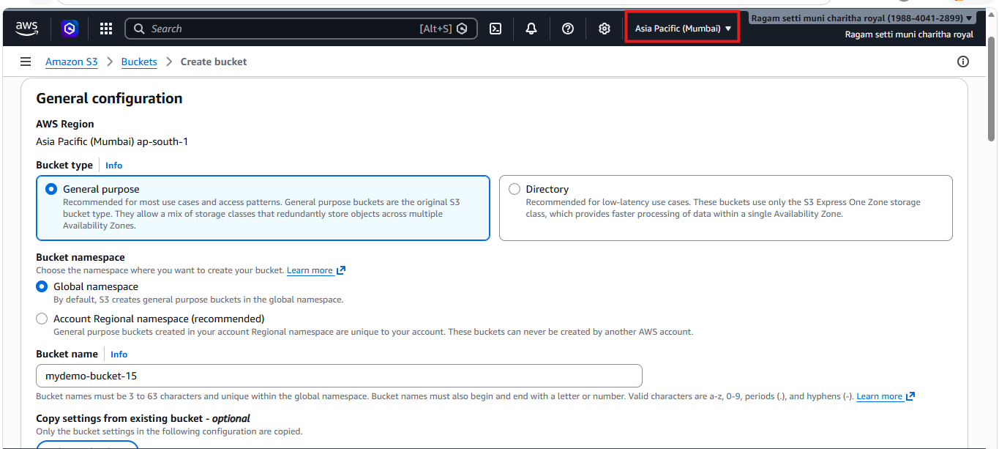 aws
Search [Alt+S]
Asia Pacific (Mumbai) ▼
Ragam setti muni charitha royal (1988-4041-2899) ▼
Ragam setti muni charitha royal
Amazon S3 > Buckets > Create bucket
General configuration
AWS Region
Asia Pacific (Mumbai) ap-south-1
Bucket type Info
General purpose
Recommended for most use cases and access patterns. General purpose buckets are the original S3
bucket type. They allow a mix of storage classes that redundantly store objects across multiple
Availability Zones.
Directory
Recommended for low-latency use cases. These buckets use only the S3 Express One Zone storage
class, which provides faster processing of data within a single Availability Zone.
Bucket namespace
Choose the namespace where you want to create your bucket. Learn more
Global namespace
By default, S3 creates general purpose buckets in the global namespace.
Account Regional namespace (recommended)
General purpose buckets created in your account Regional namespace are unique to your account. These buckets can never be created by another AWS account.
Bucket name Info
mydemo-bucket-15
Bucket names must be 3 to 63 characters and unique within the global namespace. Bucket names must also begin and end with a letter or number. Valid characters are a-z, 0-9, periods (.), and hyphens (-). Learn more
Copy settings from existing bucket - optional
Only the bucket settings in the following configuration are copied.